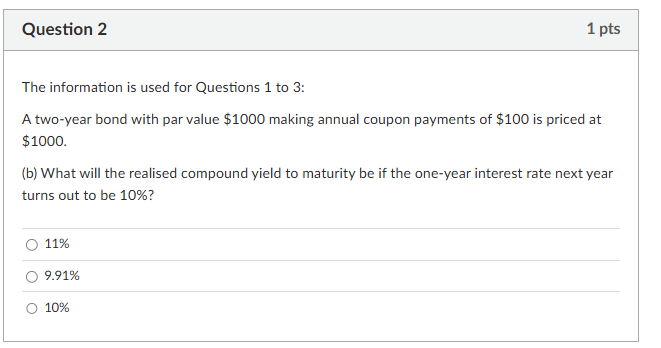 Question 2
1 pts
The information is used for Questions 1 to 3:
A two-year bond with par value $1000 making annual coupon payments of $100 is priced at
$1000.
(b) What will the realised compound yield to maturity be if the one-year interest rate next year
turns out to be 10%?
11%
9.91%
10%